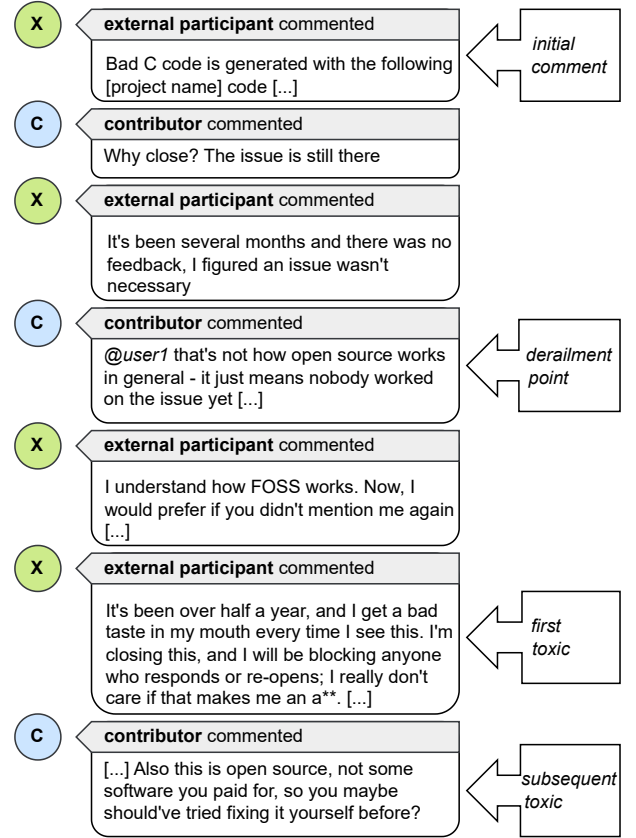 X
external participant commented
initial
comment
Bad C code is generated with the following
[project name] code [...]
C
contributor commented
Why close? The issue is still there
X
external participant commented
It's been several months and there was no
feedback, I figured an issue wasn't
necessary
C
contributor commented
@user1 that's not how open source works
in general - it just means nobody worked
on the issue yet [...]
derailment
point
X
external participant commented
I understand how FOSS works. Now, I
would prefer if you didn't mention me again
[...]
X
external participant commented
It's been over half a year, and I get a bad
taste in my mouth every time I see this. I'm
closing this, and I will be blocking anyone
who responds or re-opens; I really don't
care if that makes me an a**. [...]
first
toxic
C
contributor commented
[...] Also this is open source, not some
software you paid for, so you maybe
should've tried fixing it yourself before?
subsequent
toxic